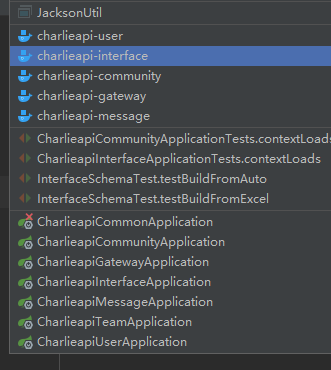 JacksonUtil
charlieapi-user
charlieapi-interface
charlieapi-community
charlieapi-gateway
charlieapi-message
CharlieapiCommunityApplicationTests.contextLoads
CharlieapiInterfaceApplicationTests.contextLoads
InterfaceSchemaTest.testBuildFromAuto
InterfaceSchemaTest.testBuildFromExcel
CharlieapiCommonApplication
CharlieapiCommunityApplication
CharlieapiGatewayApplication
CharlieapiInterfaceApplication
CharlieapiMessageApplication
CharlieapiTeamApplication
CharlieapiUserApplication